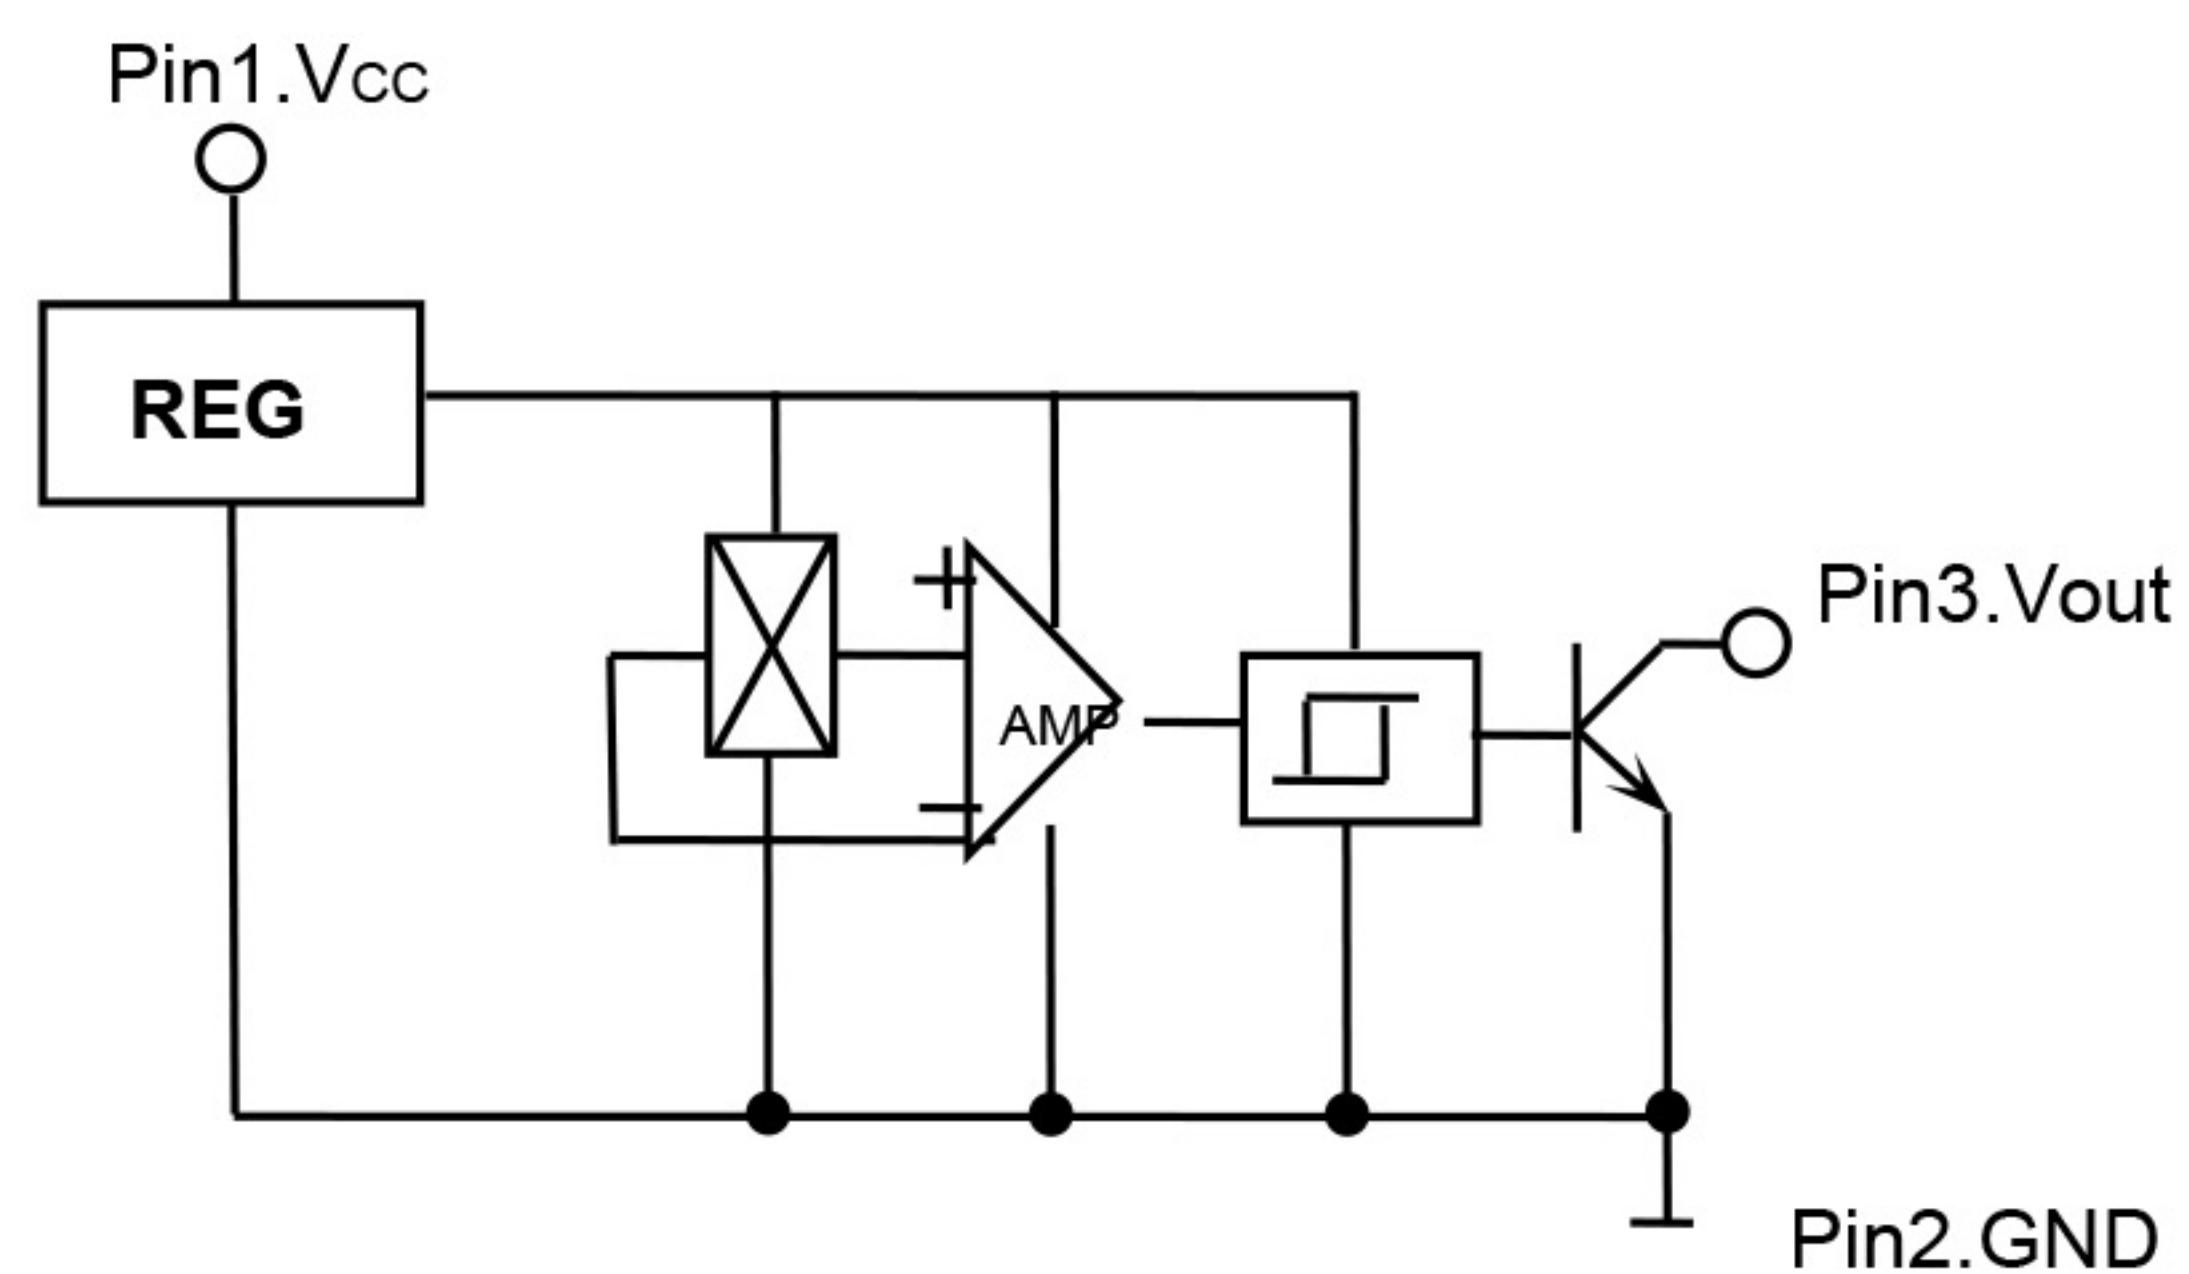 Pin1.VCC
REG
+
AMP
−
Pin3.Vout
Pin2.GND